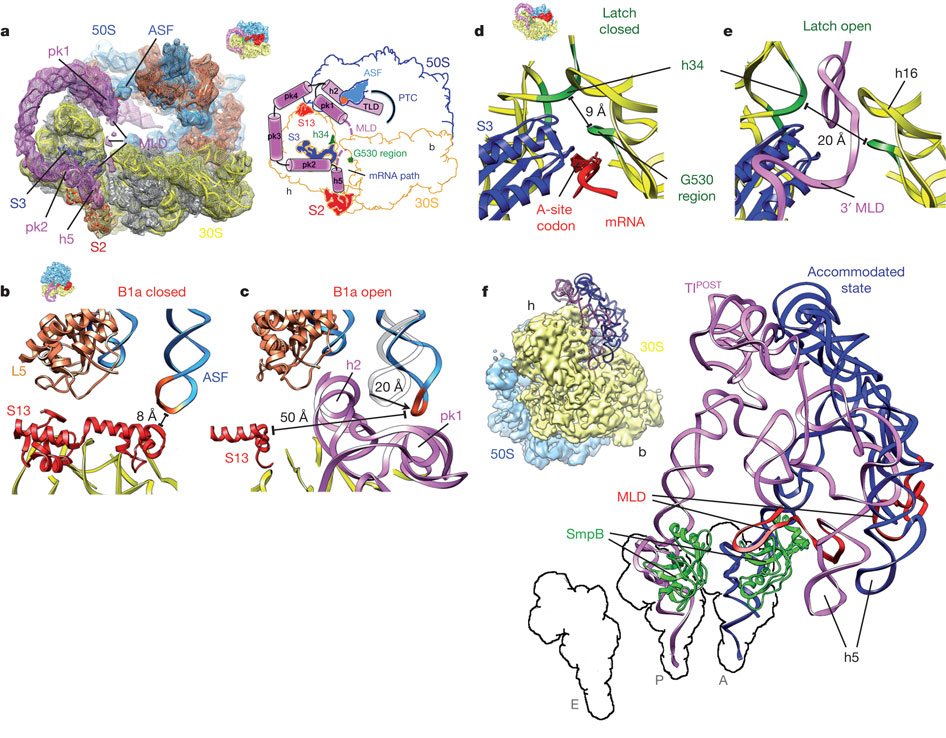 a
50S
ASF
pk1
MLD
S3
pk2
h5
S2
30S
50S
ASF
pk4
h2
pk1
TLD
PTC
S13
MLD
pk3
S3
h34
G530 region
b
pk2
mRNA path
h5
h
S2
30S
d
Latch
closed
S3
9 Å
A-site
codon
mRNA
h34
G530
region
e
Latch open
h16
20 Å
3′ MLD
b
B1a closed
L5
ASF
S13
8 Å
c
B1a open
h2
20 Å
50 Å
pk1
S13
f
h
30S
50S
b
TIPOST
Accommodated
state
MLD
SmpB
h5
E
P
A